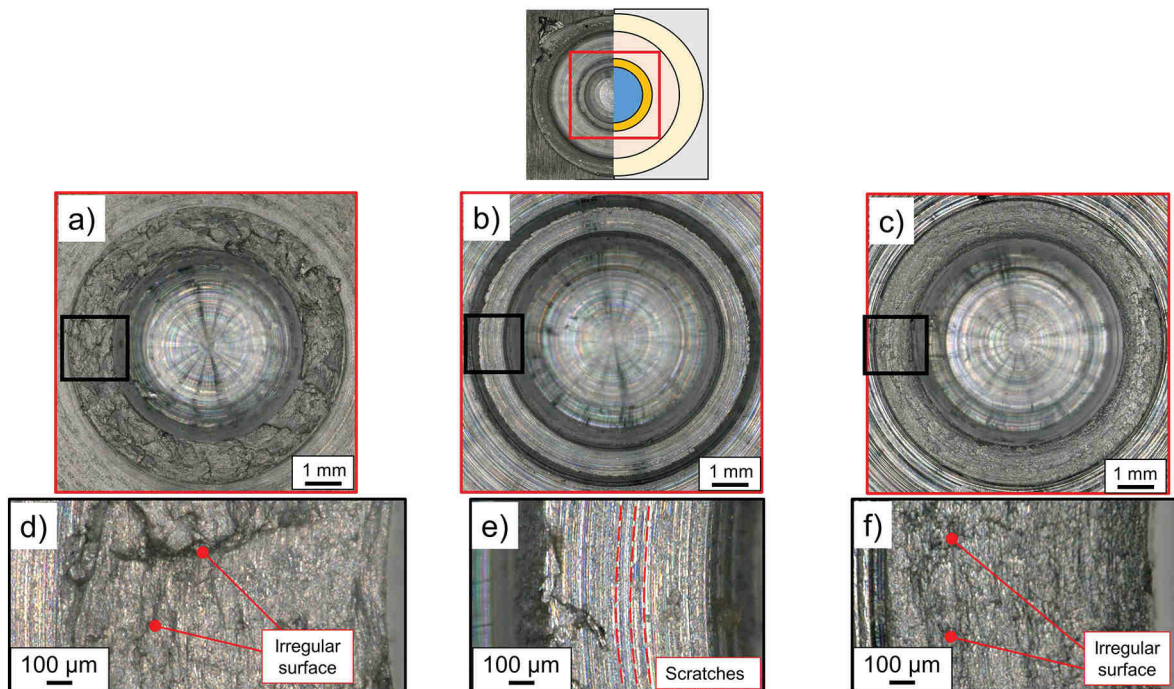 a)
b)
c)
1 mm
1 mm
1 mm
d)
e)
f)
Irregular
surface
Scratches
Irregular
surface
100 µm
100 µm
100 µm